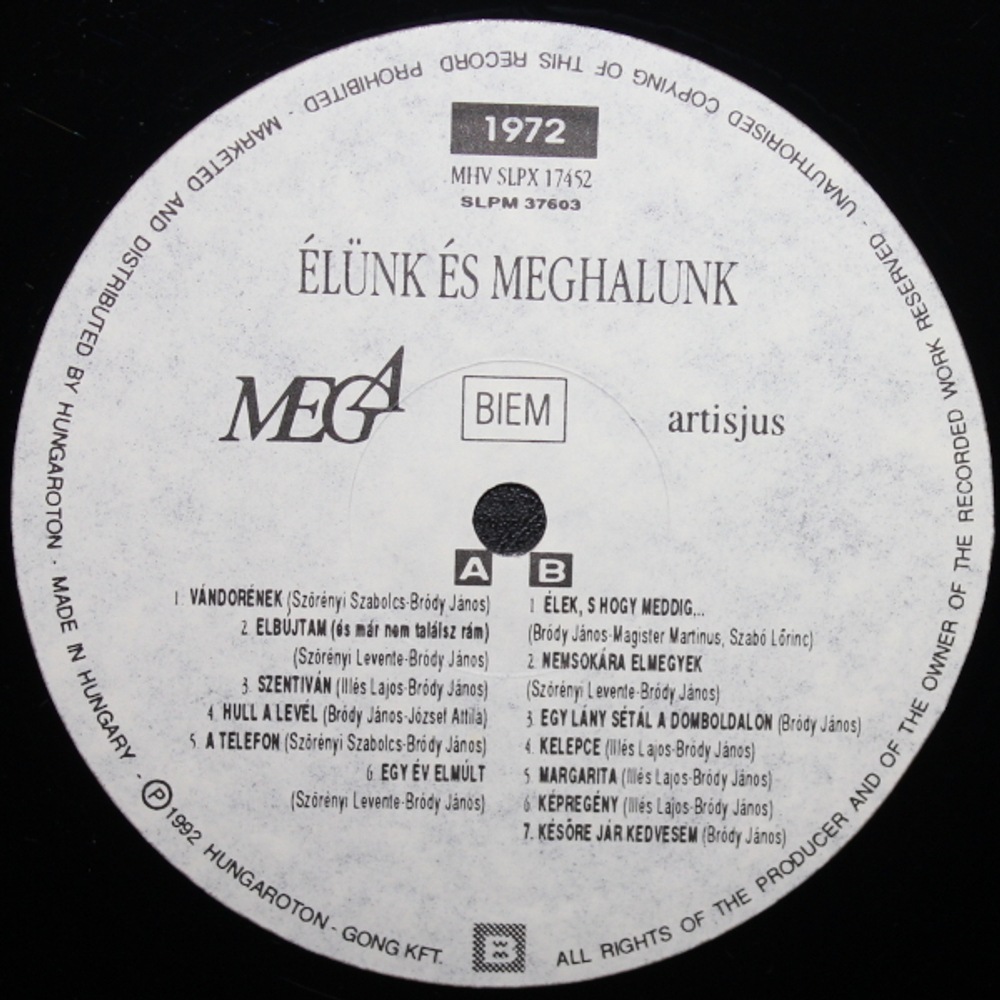 1972
MHV SLPX 17452
SLPM 37603
ÉLÜNK ÉS MEGHALUNK
MEGA
BIEM
artisjus
A
1. VÁNDORÉNEK (Szörényi Szabolcs-Bródy János)
2. ELBÚJTAM (és már nem találsz rám)
(Szörényi Levente-Bródy János)
3. SZENTIVÁN (Illés Lajos-Bródy János)
4. HULL A LEVÉL (Bródy János-József Attila)
5. A TELEFON (Szörényi Szabolcs-Bródy János)
6. EGY ÉV ELMÚLT
(Szörényi Levente-Bródy János)
B
1. ÉLEK, S HOGY MEDDIG...
(Bródy János-Magister Martinus, Szabó Lőrinc)
2. NEMSOKÁRA ELMEGYEK
(Szörényi Levente-Bródy János)
3. EGY LÁNY SÉTÁL A DOMBOLDALON (Bródy János)
4. KELEPCE (Illés Lajos-Bródy János)
5. MARGARITA (Illés Lajos-Bródy János)
6. KÉPREGÉNY (Illés Lajos-Bródy János)
7. KÉSŐRE JÁR KEDVESEM (Bródy János)
ALL RIGHTS OF THE PRODUCER AND OF THE OWNER OF THE RECORDED WORK RESERVED - UNAUTHORISED COPYING OF THIS RECORD PROHIBITED - MARKETED AND DISTRIBUTED BY HUNGAROTON - MADE IN HUNGARY - Ⓟ 1992 HUNGAROTON - GONG KFT.